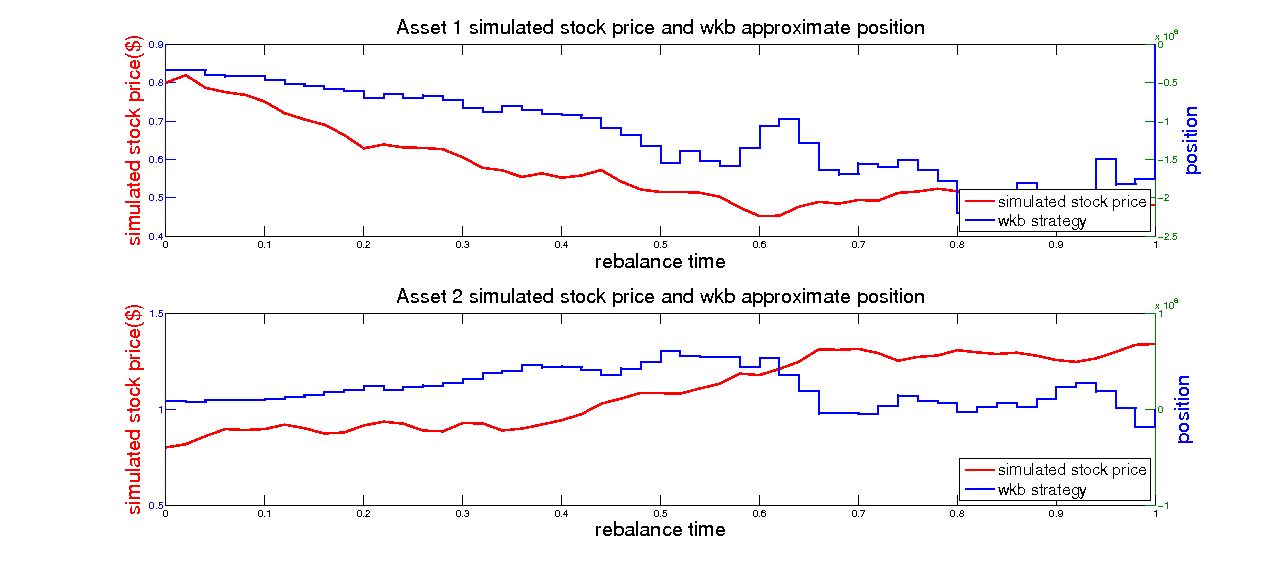 Asset 1 simulated stock price and wkb approximate position
x 10
0.9
0.8
0.7
0.6
0.5
0.4
simulated stock price($)
0
-0.5
-1
-1.5
-2
-2.5
position
simulated stock price
wkb strategy
0 0.1 0.2 0.3 0.4 0.5 0.6 0.7 0.8 0.9 1
rebalance time
Asset 2 simulated stock price and wkb approximate position
x 10
1.5
1
0.5
simulated stock price($)
1
0
-1
position
simulated stock price
wkb strategy
0 0.1 0.2 0.3 0.4 0.5 0.6 0.7 0.8 0.9 1
rebalance time